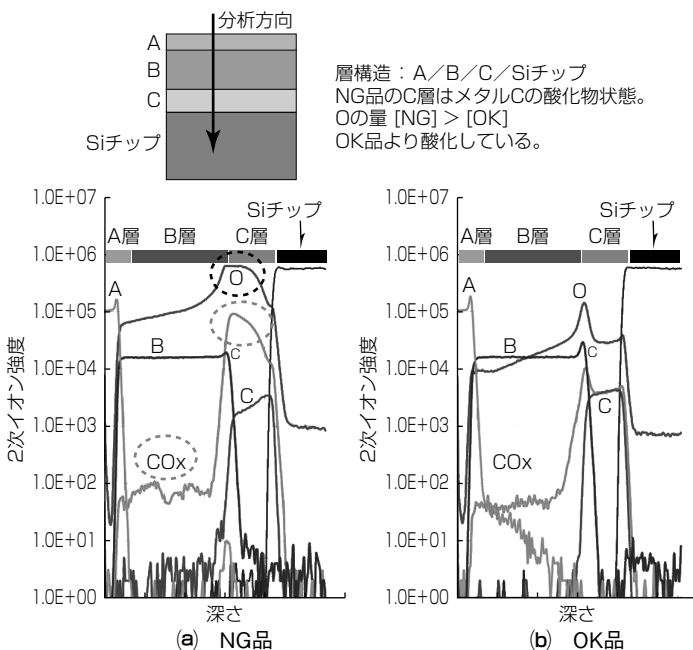 分析方向
A
B
C
Siチップ
層構造：A／B／C／Siチップ
NG品のC層はメタルCの酸化物状態。
Oの量 [NG] > [OK]
OK品より酸化している。
2次イオン強度
1.0E+07
1.0E+06
1.0E+05
1.0E+04
1.0E+03
1.0E+02
1.0E+01
1.0E+00
Siチップ
A層
B層
C層
A
O
B
C
C
COx
深さ
(a) NG品
2次イオン強度
1.0E+07
1.0E+06
1.0E+05
1.0E+04
1.0E+03
1.0E+02
1.0E+01
1.0E+00
Siチップ
A層
B層
C層
A
O
B
C
C
COx
深さ
(b) OK品